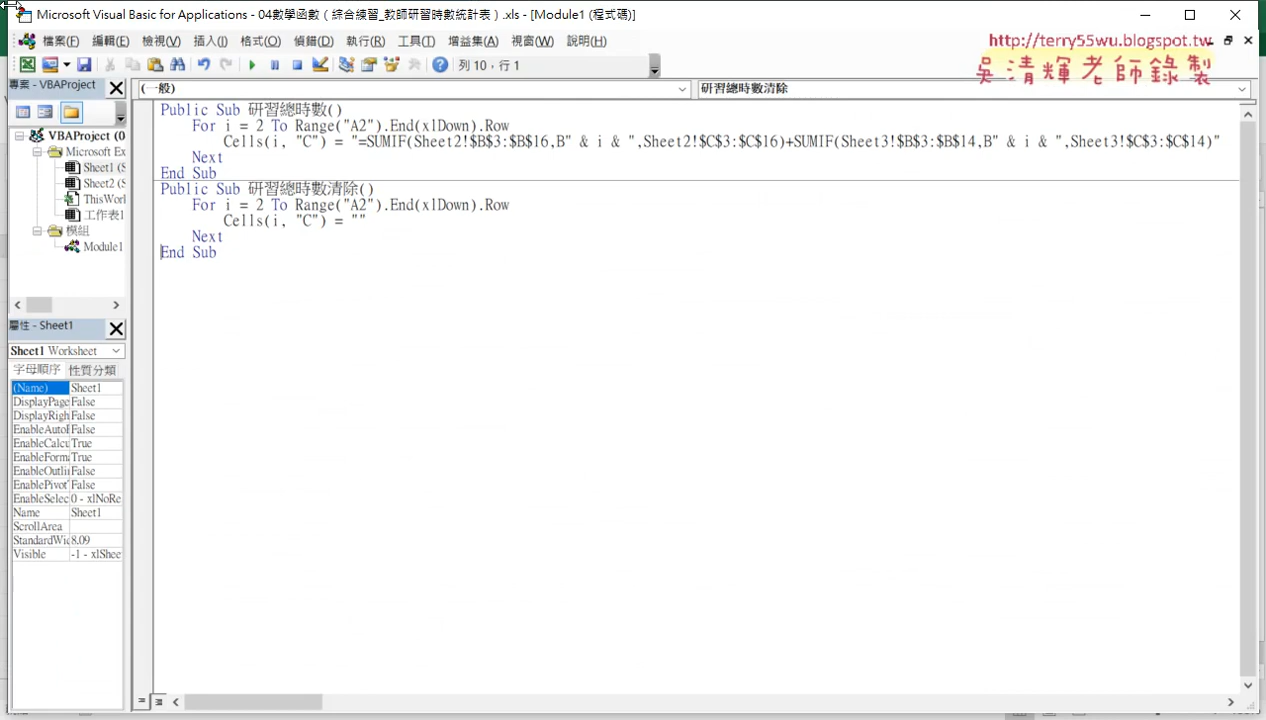 Microsoft Visual Basic for Applications - 04數學函數（綜合練習_教師研習時數統計表）.xls - [Module1 (程式碼)]
檔案(F) 編輯(E) 檢視(V) 插入(I) 格式(O) 偵錯(D) 執行(R) 工具(T) 增益集(A) 視窗(W) 說明(H)
http://terry55wu.blogspot.tw
吳清輝老師錄製
列 10，行 1
專案 - VBAProject
(一般)
研習總時數清除
VBAProject (0
Microsoft Ex
Sheet1 (S
Sheet2 (S
ThisWor
工作表1
模組
Module1
Public Sub 研習總時數()
For i = 2 To Range("A2").End(xlDown).Row
Cells(i, "C") = "=SUMIF(Sheet2!$B$3:$B$16,B" & i & ",Sheet2!$C$3:$C$16)+SUMIF(Sheet3!$B$3:$B$14,B" & i & ",Sheet3!$C$3:$C$14)"
Next
End Sub
Public Sub 研習總時數清除()
For i = 2 To Range("A2").End(xlDown).Row
Cells(i, "C") = ""
Next
End Sub
屬性 - Sheet1
Sheet1 Worksheet
字母順序 性質分類
(Name) Sheet1
DisplayPage False
DisplayRigh False
EnableAutoF False
EnableCalcu True
EnableForma True
EnableOutli False
EnablePivot False
EnableSelec 0 - xlNoRe
Name Sheet1
ScrollArea
StandardWid 8.09
Visible -1 - xlShee